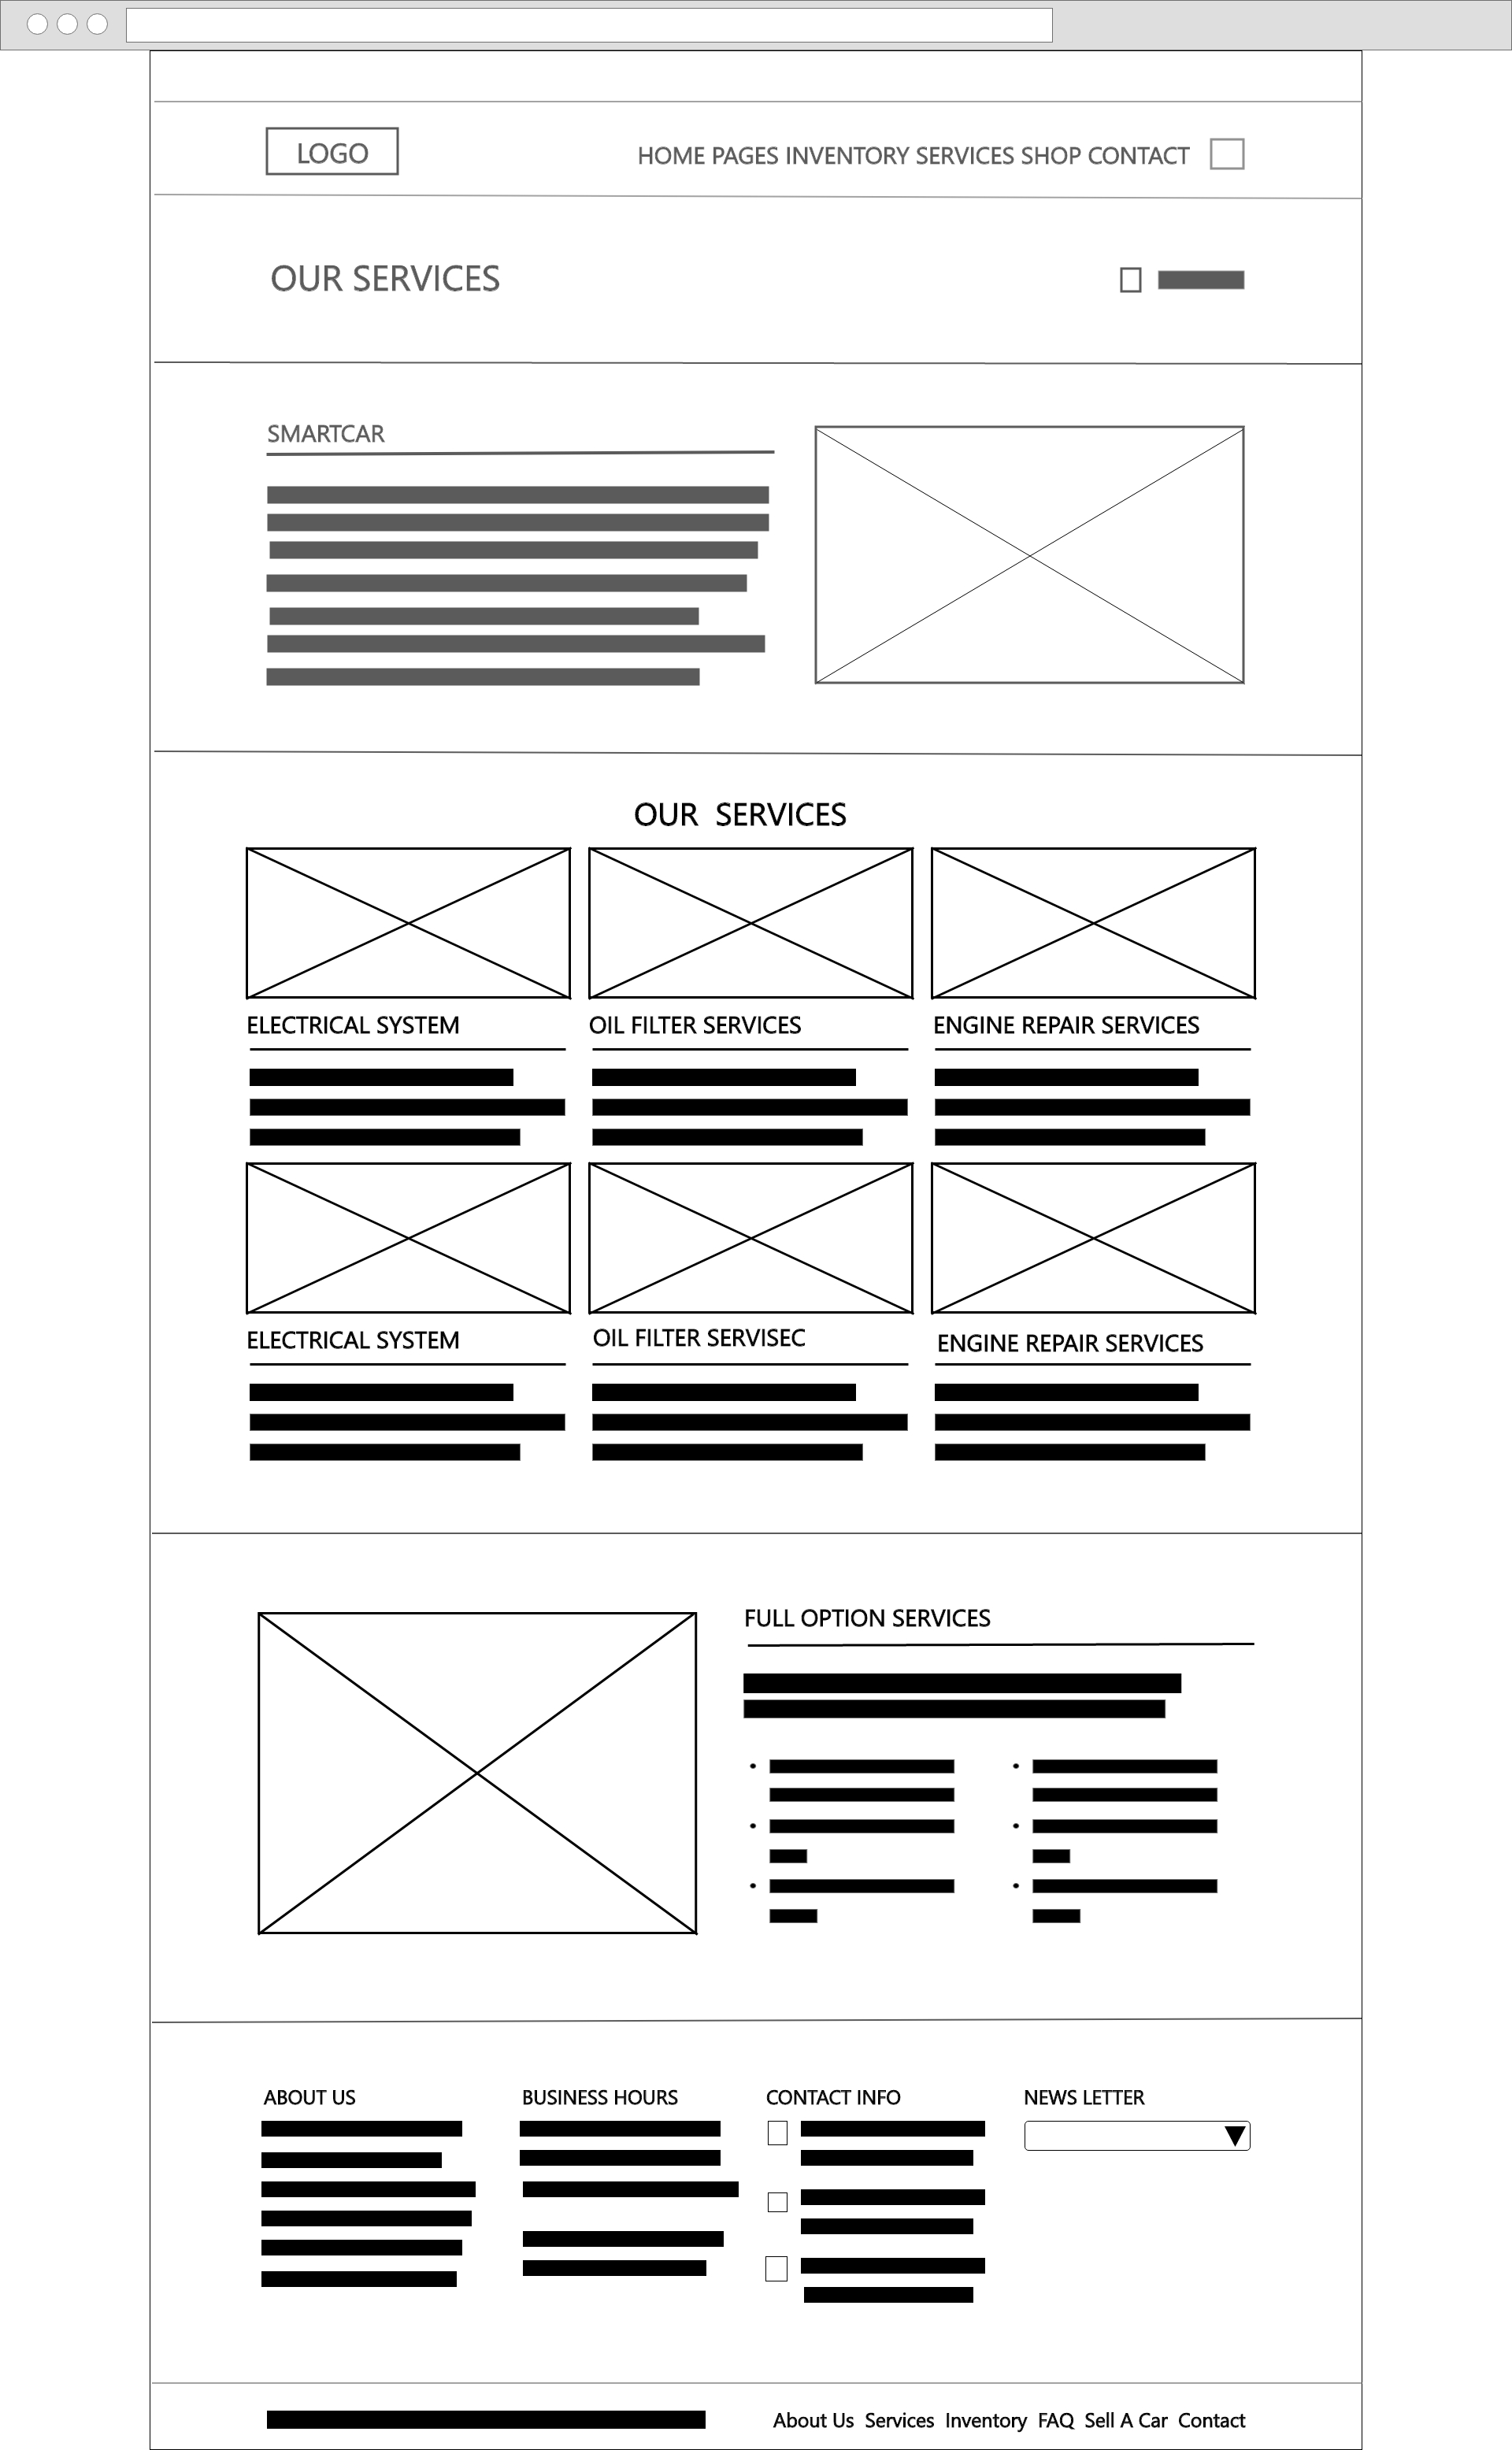 LOGO
HOME PAGES INVENTORY SERVICES SHOP CONTACT
OUR SERVICES
SMARTCAR
OUR SERVICES
ELECTRICAL SYSTEM
OIL FILTER SERVICES
ENGINE REPAIR SERVICES
ELECTRICAL SYSTEM
OIL FILTER SERVISEC
ENGINE REPAIR SERVICES
FULL OPTION SERVICES
ABOUT US
BUSINESS HOURS
CONTACT INFO
NEWS LETTER
About Us Services Inventory FAQ Sell A Car Contact